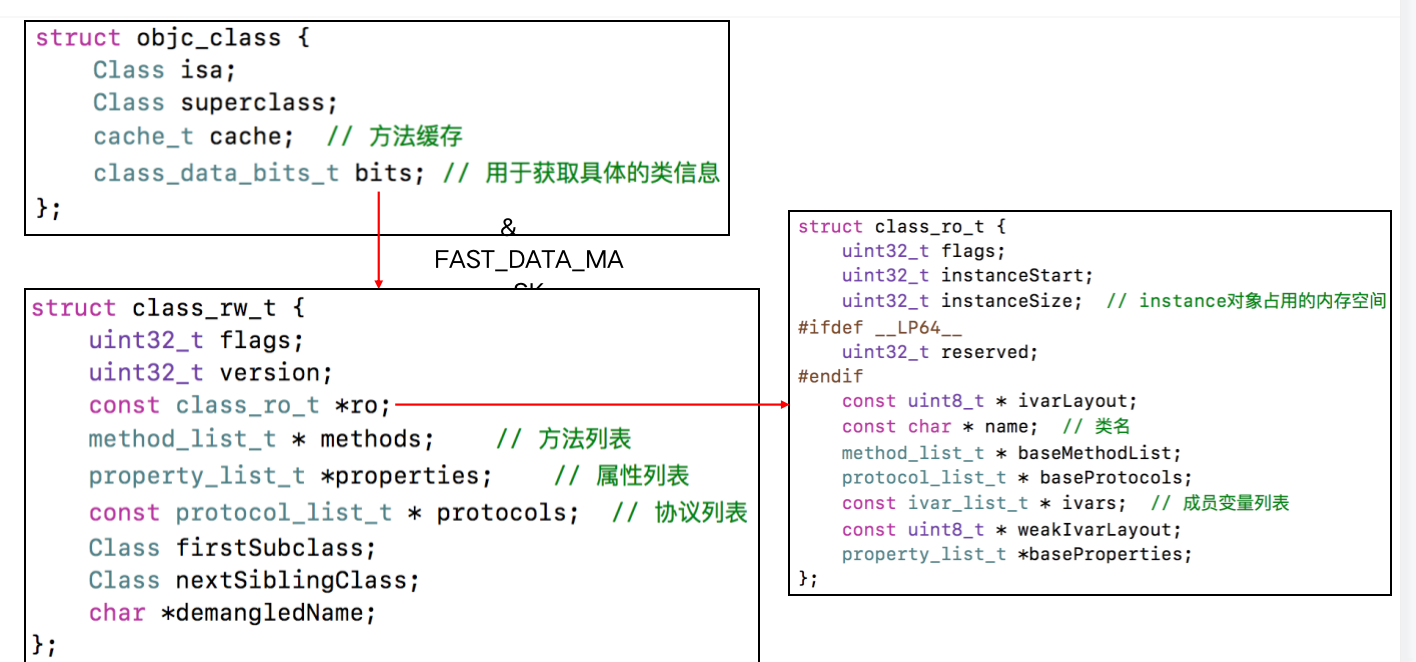 struct objc_class {
    Class isa;
    Class superclass;
    cache_t cache;  // 方法缓存
    class_data_bits_t bits; // 用于获取具体的类信息
};
&
FAST_DATA_MA
SK
struct class_rw_t {
    uint32_t flags;
    uint32_t version;
    const class_ro_t *ro;
    method_list_t * methods;    // 方法列表
    property_list_t *properties;    // 属性列表
    const protocol_list_t * protocols;  // 协议列表
    Class firstSubclass;
    Class nextSiblingClass;
    char *demangledName;
};
struct class_ro_t {
    uint32_t flags;
    uint32_t instanceStart;
    uint32_t instanceSize;  // instance对象占用的内存空间
#ifdef __LP64__
    uint32_t reserved;
#endif
    const uint8_t * ivarLayout;
    const char * name;  // 类名
    method_list_t * baseMethodList;
    protocol_list_t * baseProtocols;
    const ivar_list_t * ivars;  // 成员变量列表
    const uint8_t * weakIvarLayout;
    property_list_t *baseProperties;
};